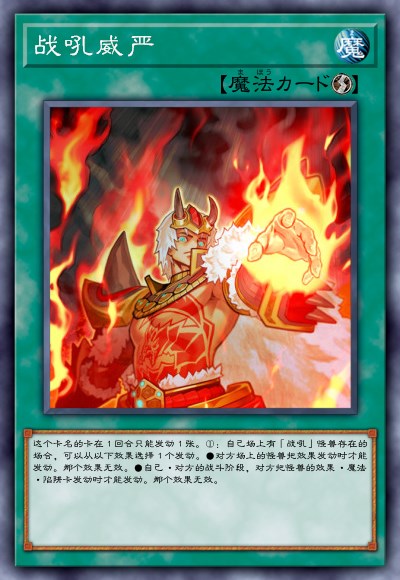 战吼威严
魔
【魔法カード】
まほう
这个卡名的卡在1回合只能发动1张。①：自己场上有「战吼」怪兽存在的
场合，可以从以下效果选择1个发动。●对方场上的怪兽把效果发动时才能
发动。那个效果无效。●自己·对方的战斗阶段，对方把怪兽的效果·魔法
·陷阱卡发动时才能发动。那个效果无效。